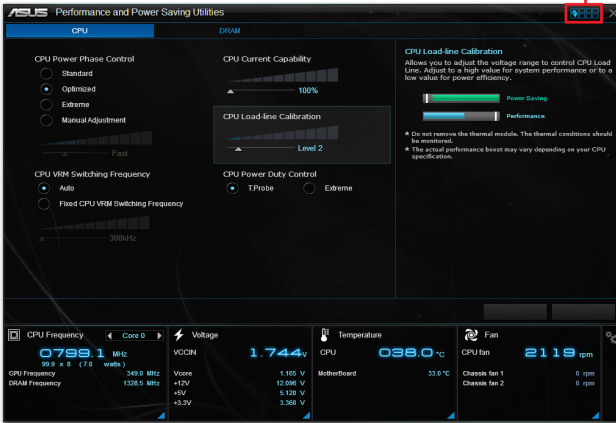 ASUS Performance and Power Saving Utilities
CPU
DRAM
CPU Power Phase Control
Standard
Optimized
Extreme
Manual Adjustment
Fast
CPU VRM Switching Frequency
Auto
Fixed CPU VRM Switching Frequency
300kHz
CPU Current Capability
100%
CPU Load-line Calibration
Level 2
CPU Power Duty Control
T.Probe
Extreme
CPU Load-line Calibration
Allows you to adjust the voltage range to control CPU Load
Line. Adjust to a high value for system performance or to a
low value for power efficiency.
Power Saving
Performance
* Do not remove the thermal module. The thermal conditions should
be monitored.
* The actual performance boost may vary depending on your CPU
specification.
CPU Frequency
Core 0
0799.1 MHz
99.9 x 8 (7.0 watts)
CPU Frequency 349.0 MHz
DRAM Frequency 1328.5 MHz
Voltage
VCCIN 1.744v
Vcore 1.165 V
+12V 12.096 V
+5V 5.120 V
+3.3V 3.360 V
Temperature
CPU 038.0 °C
MotherBoard 33.0 °C
Fan
CPU fan 2119 rpm
Chassis fan 1 0 rpm
Chassis fan 2 0 rpm